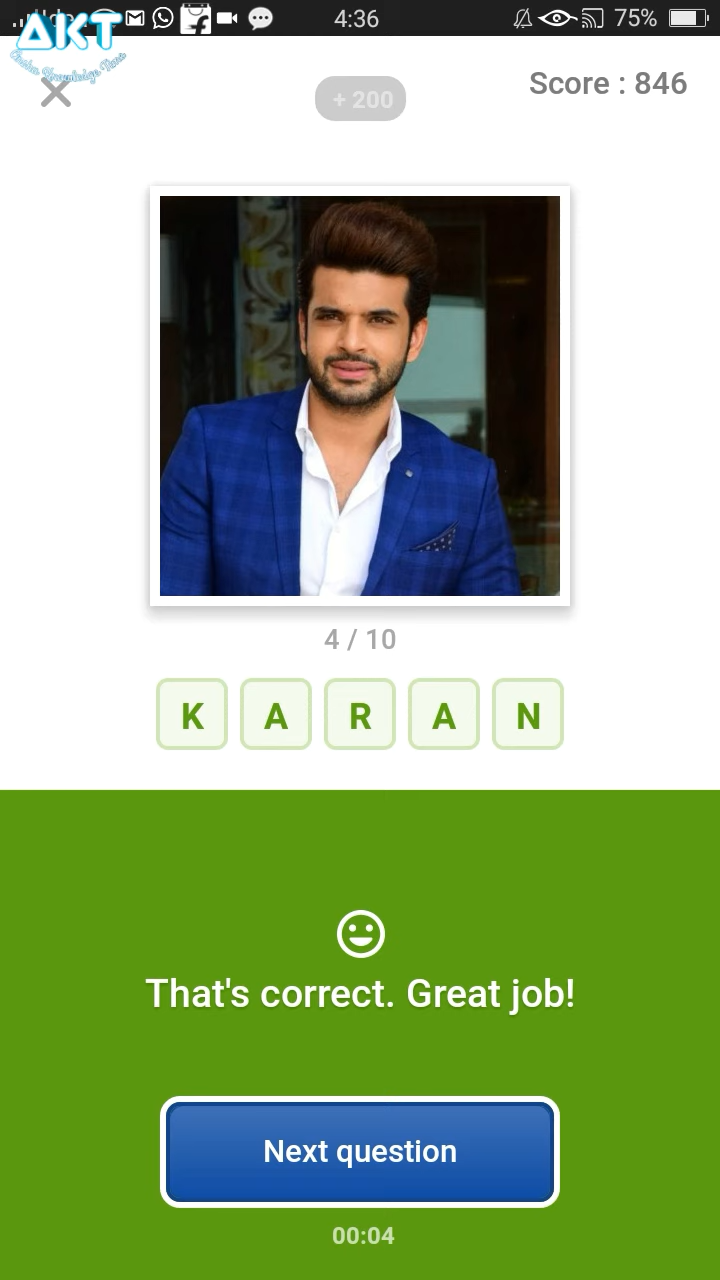 4:36
75%
AKT
+ 200
Score : 846
4 / 10
K A R A N
That's correct. Great job!
Next question
00:04